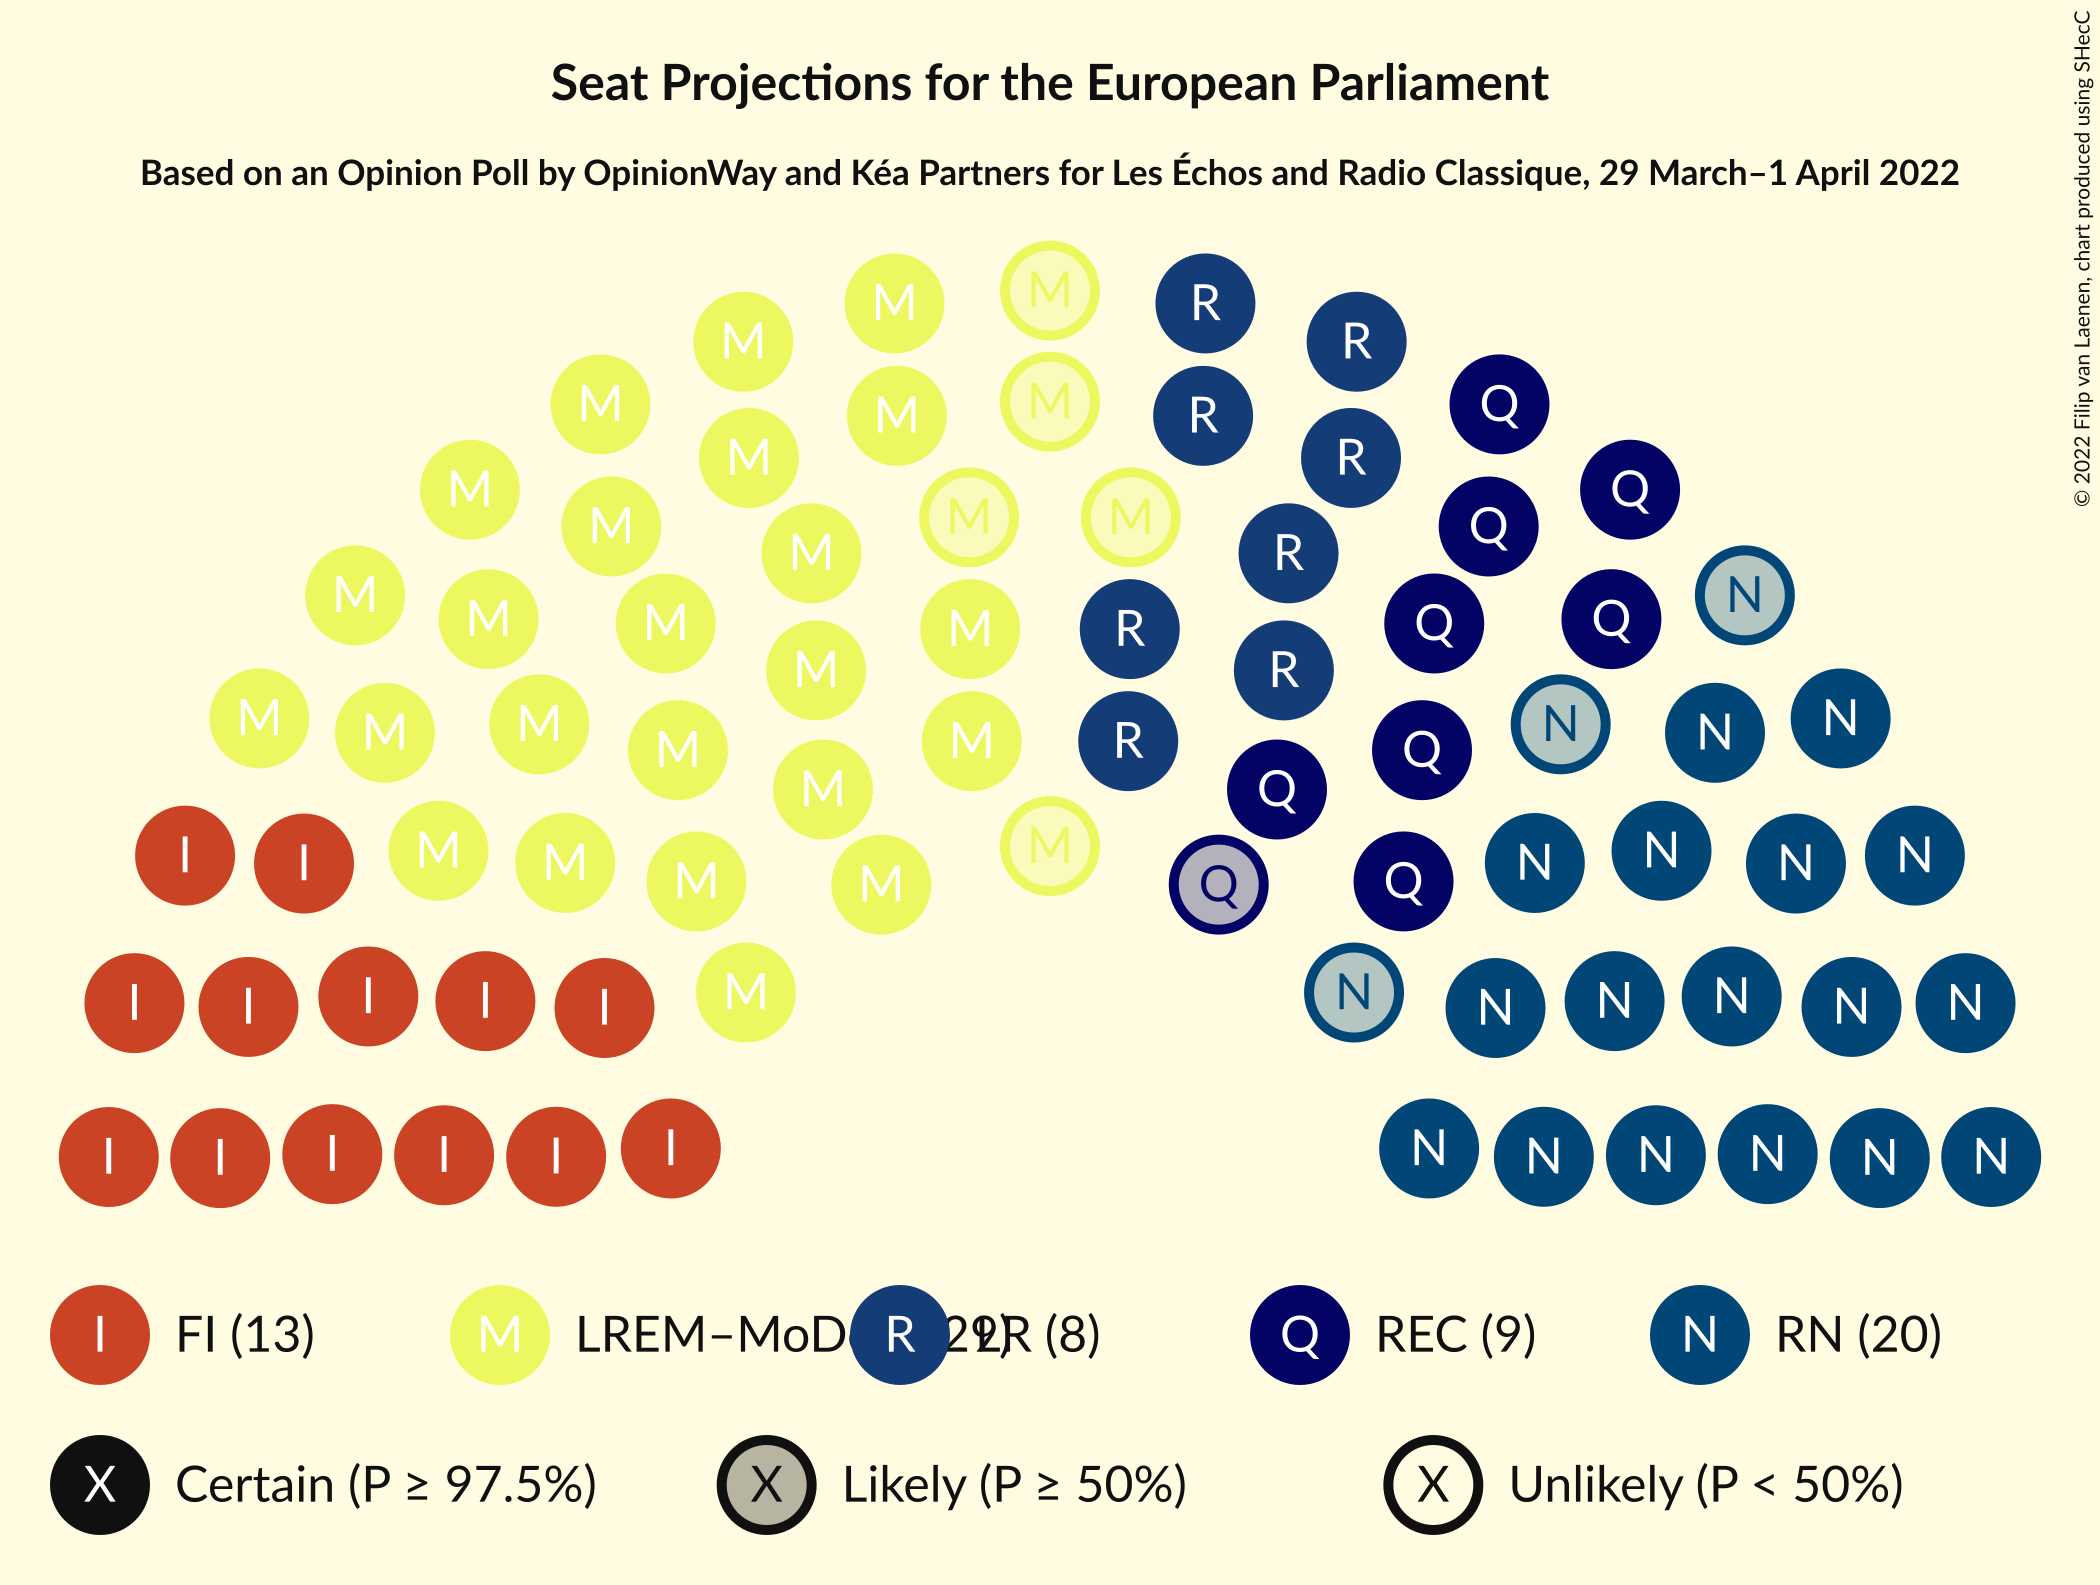 Seat Projections for the European Parliament
Based on an Opinion Poll by OpinionWay and Kéa Partners for Les Échos and Radio Classique, 29 March–1 April 2022
© 2022 Filip van Laenen, chart produced using SHecC
M M M R R
M M M R R Q
M M M M R Q Q
M M M M R R Q Q N
M M M M M M R R Q Q N N N
I I M M M M M Q Q N N N N
I I I I I M N N N N N N
I I I I I I N N N N N N
I FI (13) M LREM–MoD R LR (8) Q REC (9) N RN (20)
X Certain (P ≥ 97.5%) X Likely (P ≥ 50%) X Unlikely (P < 50%)